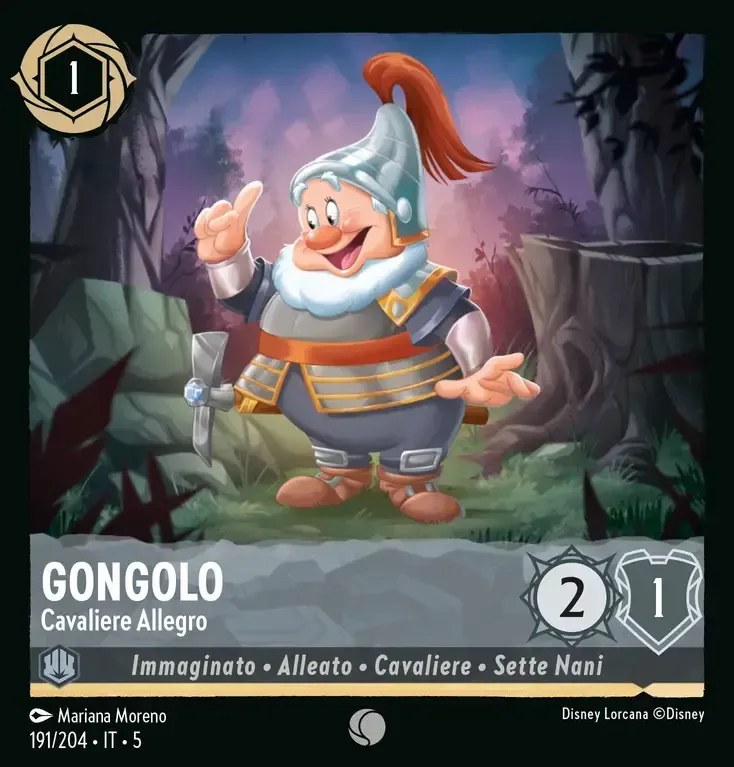 1
GONGOLO
Cavaliere Allegro
2
1
Immaginato • Alleato • Cavaliere • Sette Nani
Mariana Moreno
Disney Lorcana ©Disney
191/204 • IT • 5